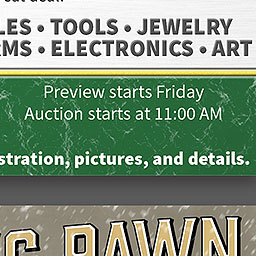 LES • TOOLS • JEWELRY
RMS • ELECTRONICS • ART
Preview starts Friday
Auction starts at 11:00 AM
stration, pictures, and details.
G PAWN